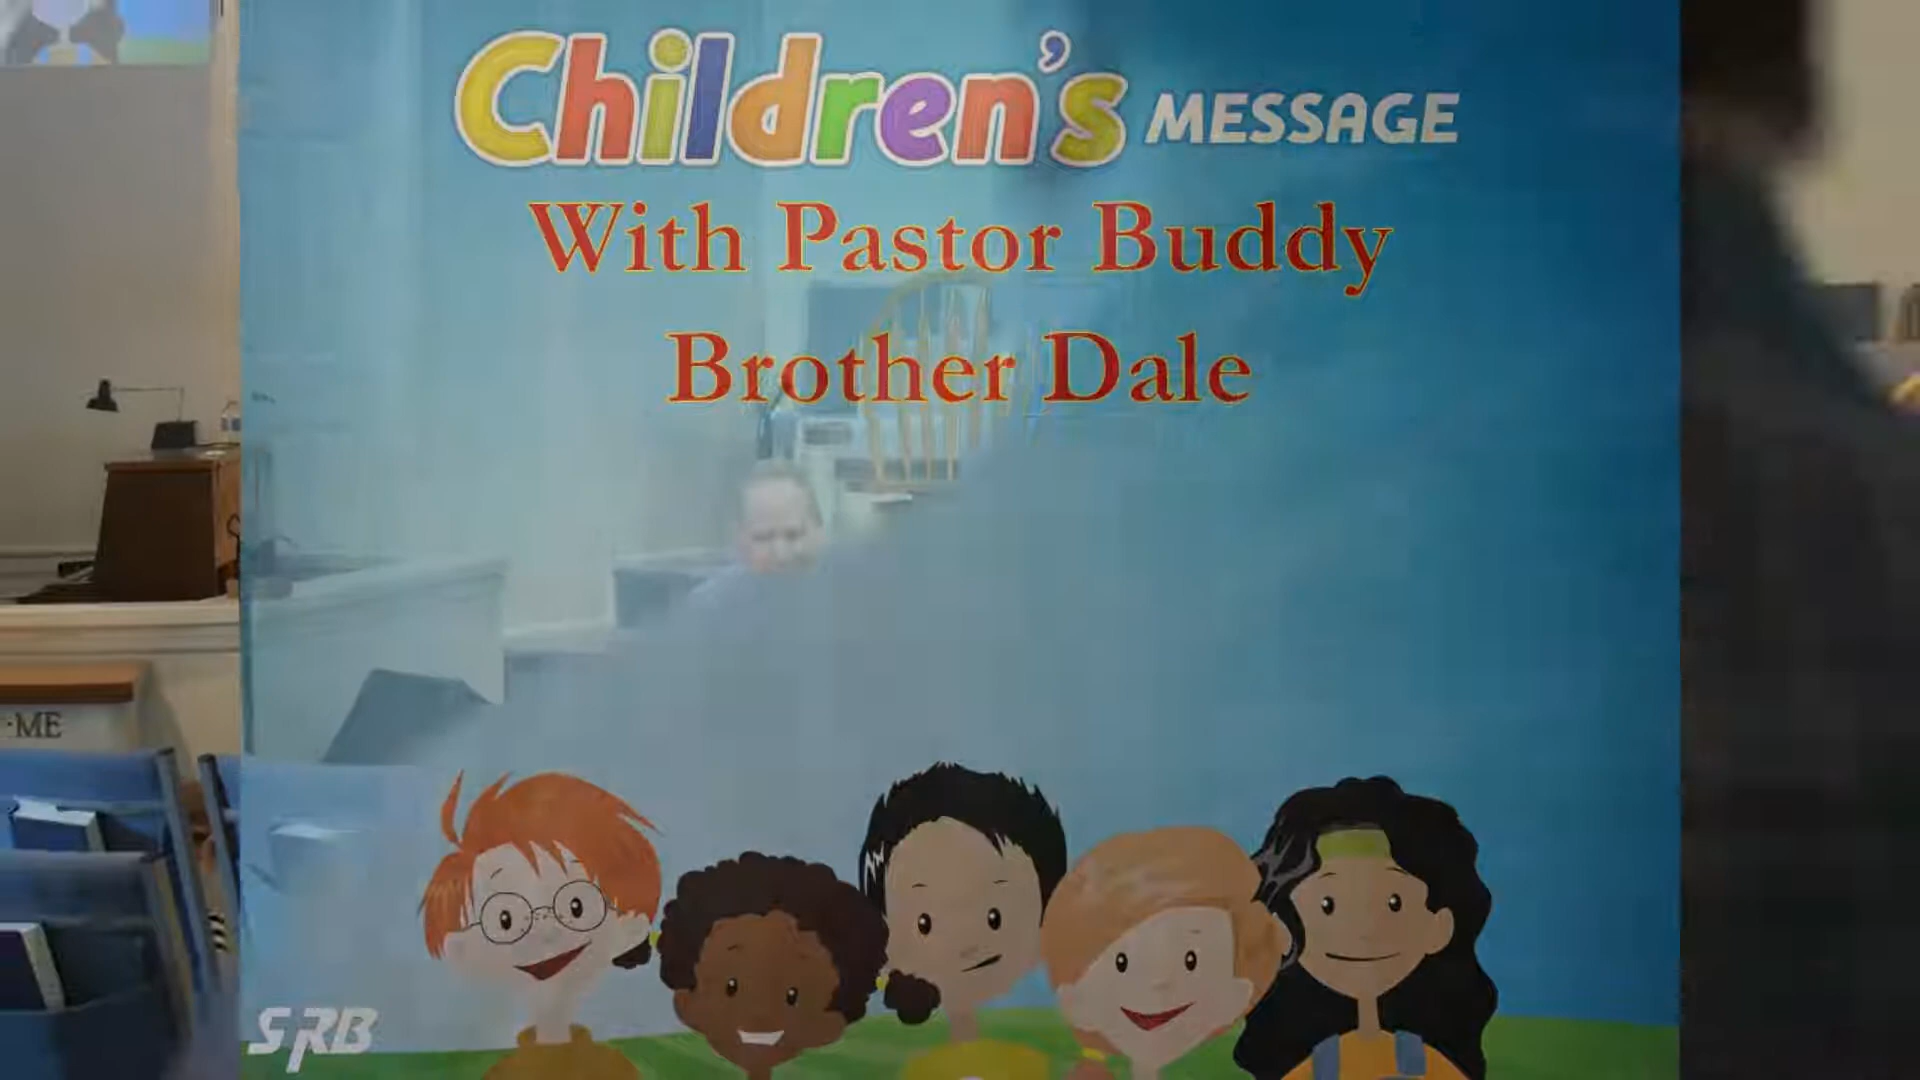 Children's MESSAGE
With Pastor Buddy
Brother Dale
·ME
SRB